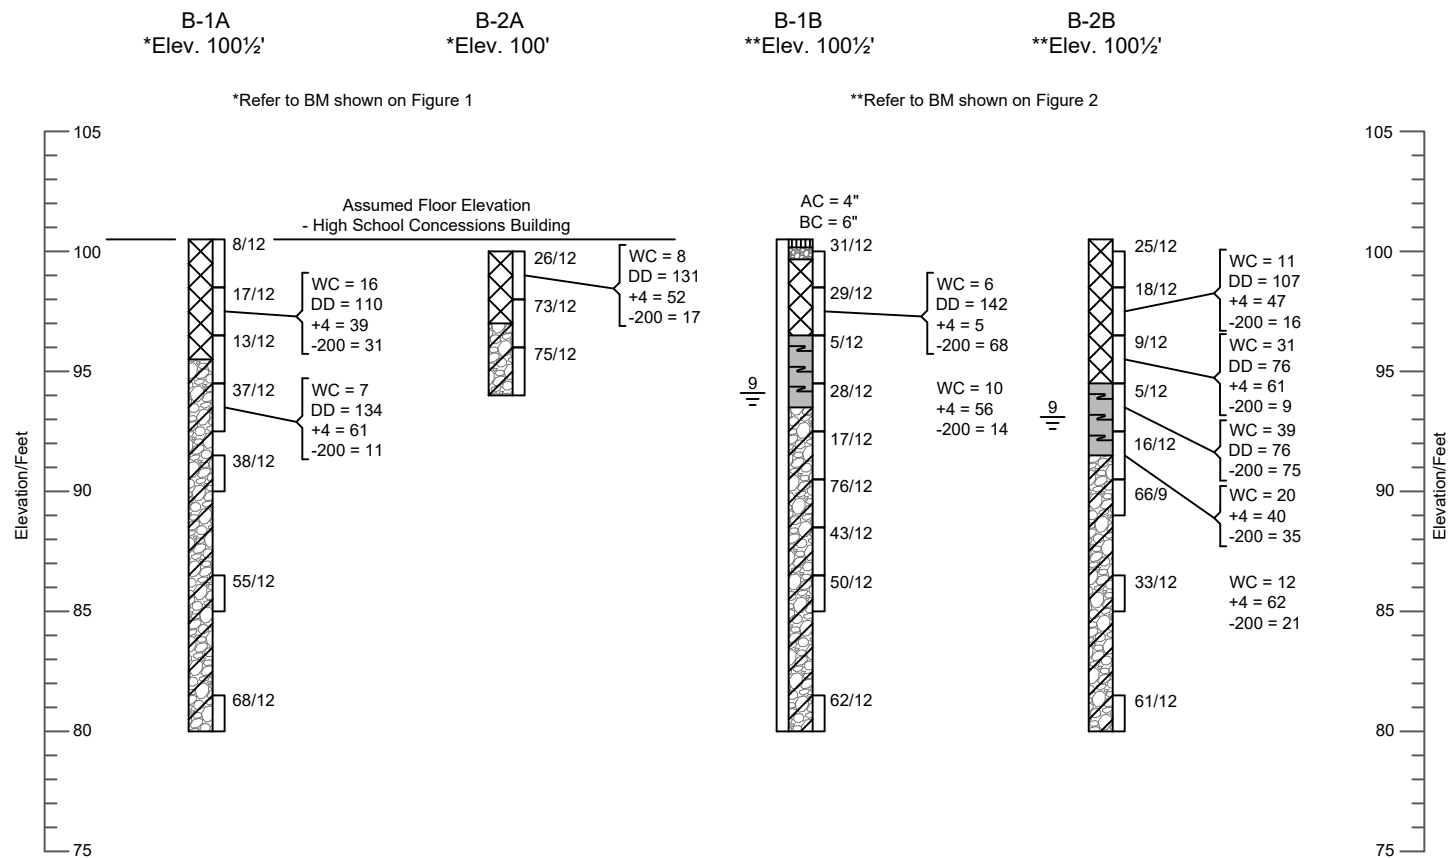 B-1A
*Elev. 100½'
B-2A
*Elev. 100'
B-1B
**Elev. 100½'
B-2B
**Elev. 100½'
*Refer to BM shown on Figure 1
**Refer to BM shown on Figure 2
105
100
95
90
85
80
75
Elevation/Feet
Assumed Floor Elevation
- High School Concessions Building
8/12
17/12
13/12
37/12
38/12
55/12
68/12
WC = 16
DD = 110
+4 = 39
-200 = 31
WC = 7
DD = 134
+4 = 61
-200 = 11
26/12
73/12
75/12
WC = 8
DD = 131
+4 = 52
-200 = 17
AC = 4"
BC = 6"
31/12
29/12
5/12
28/12
17/12
76/12
43/12
50/12
62/12
9
WC = 6
DD = 142
+4 = 5
-200 = 68
WC = 10
+4 = 56
-200 = 14
25/12
18/12
9/12
5/12
16/12
66/9
33/12
61/12
9
WC = 11
DD = 107
+4 = 47
-200 = 16
WC = 31
DD = 76
+4 = 61
-200 = 9
WC = 39
DD = 76
-200 = 75
WC = 20
+4 = 40
-200 = 35
WC = 12
+4 = 62
-200 = 21
105
100
95
90
85
80
75
Elevation/Feet